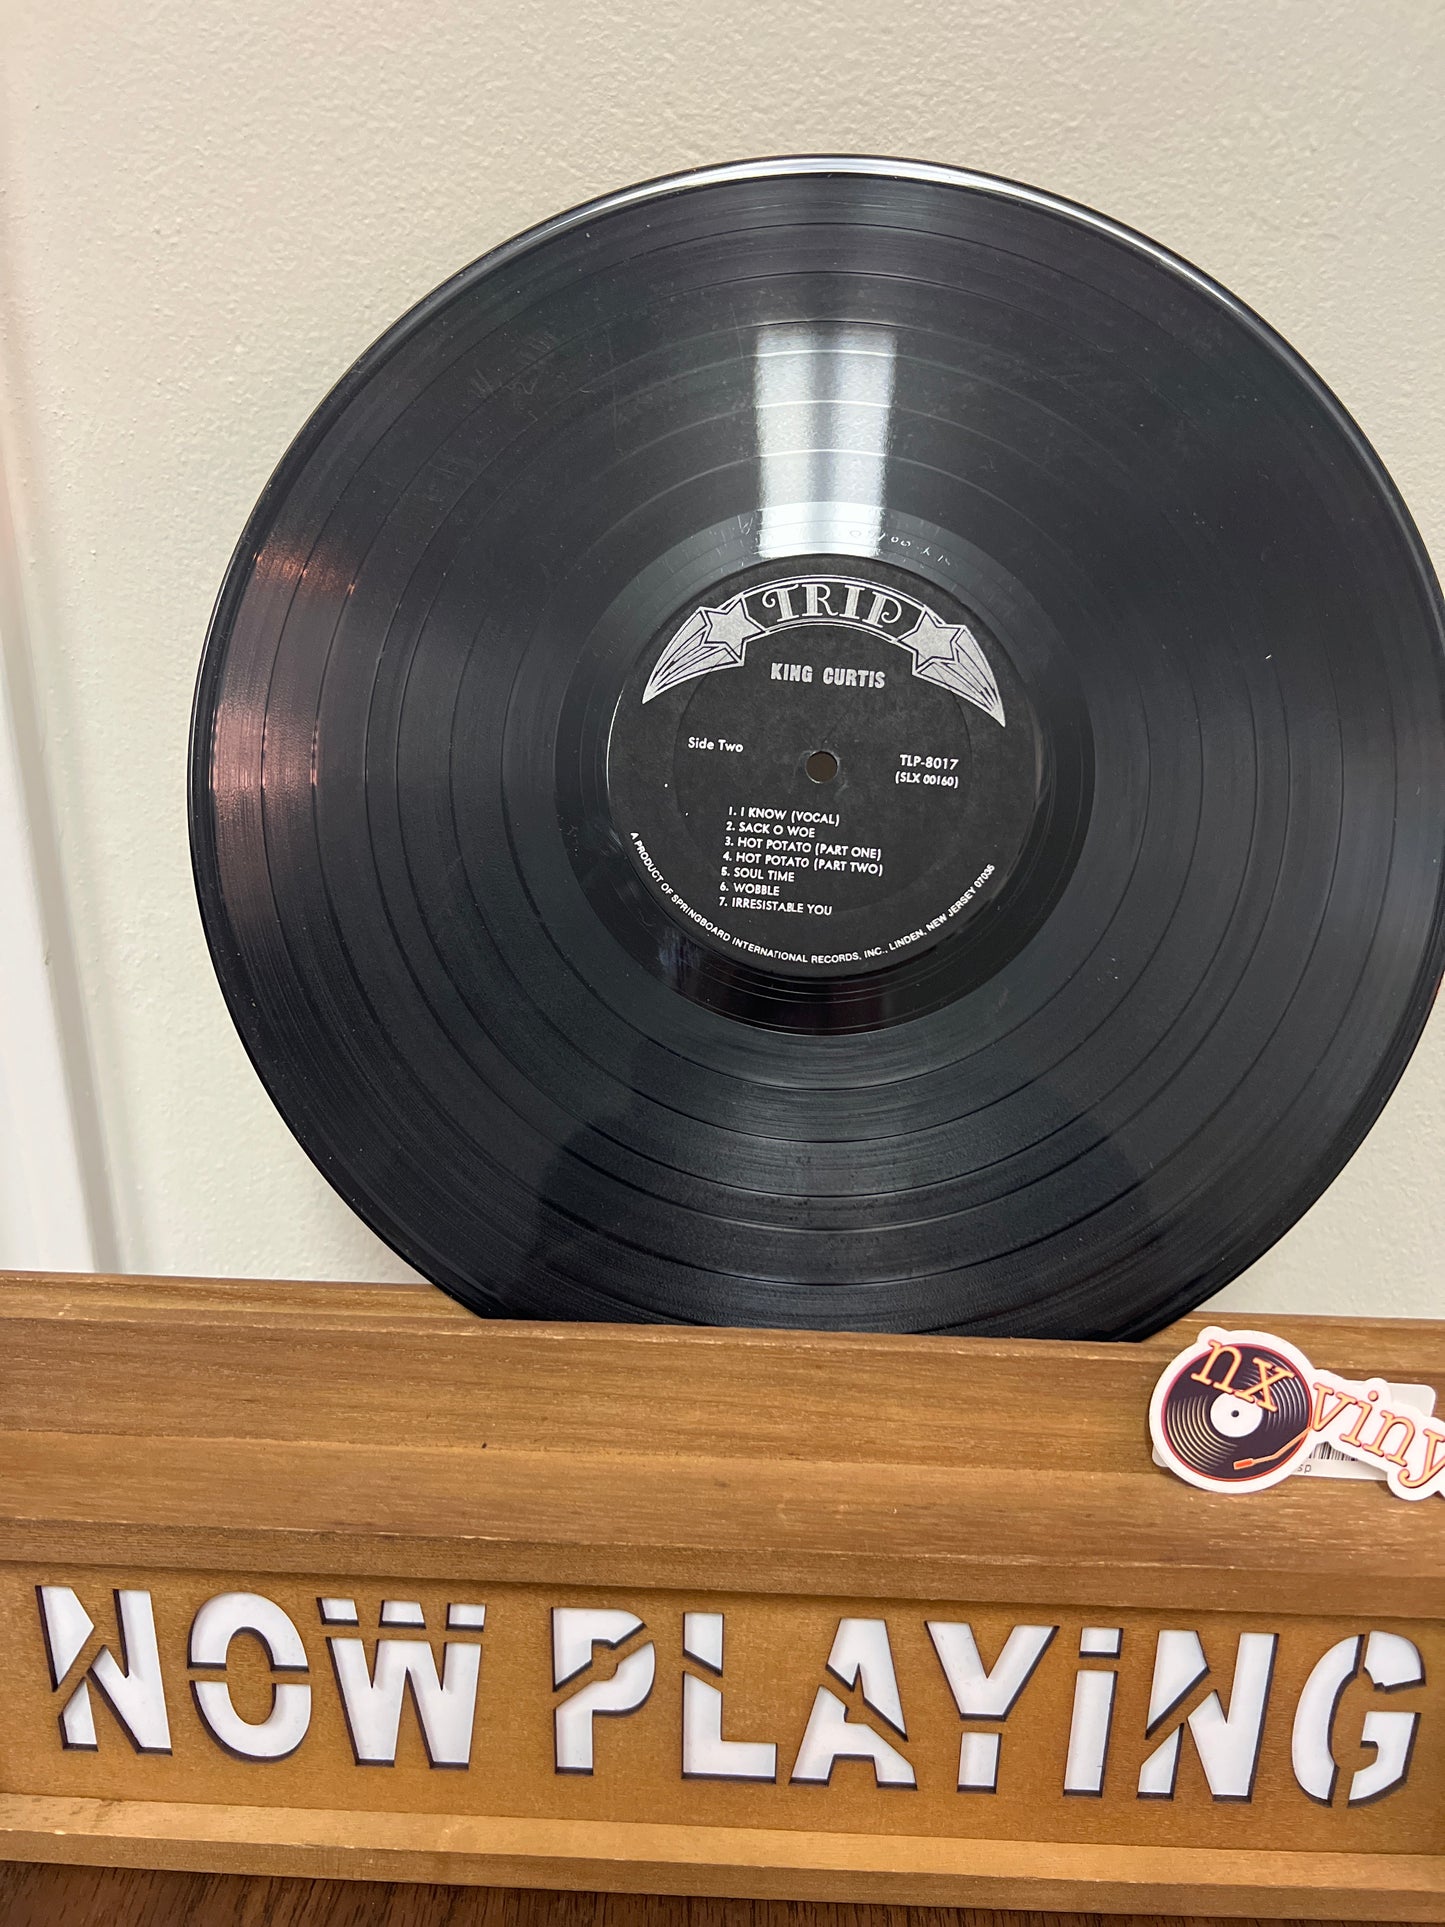 TRIP
KING CURTIS
Side Two
TLP-8017
(SLX 00160)
1. I KNOW (VOCAL)
2. SACK O WOE
3. HOT POTATO (PART ONE)
4. HOT POTATO (PART TWO)
5. SOUL TIME
6. WOBBLE
7. IRRESISTABLE YOU
A PRODUCT OF SPRINGBOARD INTERNATIONAL RECORDS, INC., LINDEN, NEW JERSEY 07036
nx viny
sp
NOW PLAYING